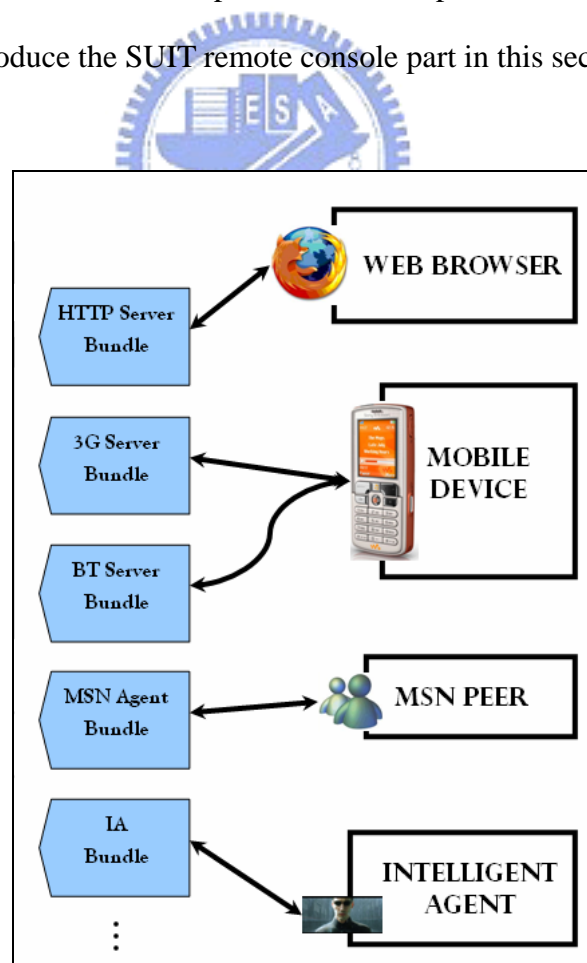 oduce the SUIT remote console part in this sec
ESA
WEB BROWSER
HTTP Server
Bundle
3G Server
Bundle
MOBILE
DEVICE
BT Server
Bundle
MSN Agent
Bundle
MSN PEER
IA
Bundle
INTELLIGENT
AGENT